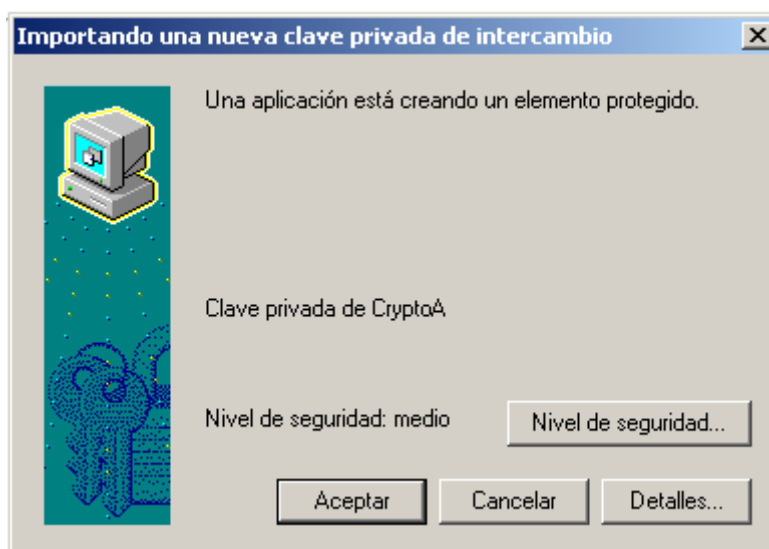 Importando una nueva clave privada de intercambio
Una aplicación está creando un elemento protegido.
Clave privada de CryptoA
Nivel de seguridad: medio
Nivel de seguridad...
Aceptar
Cancelar
Detalles...